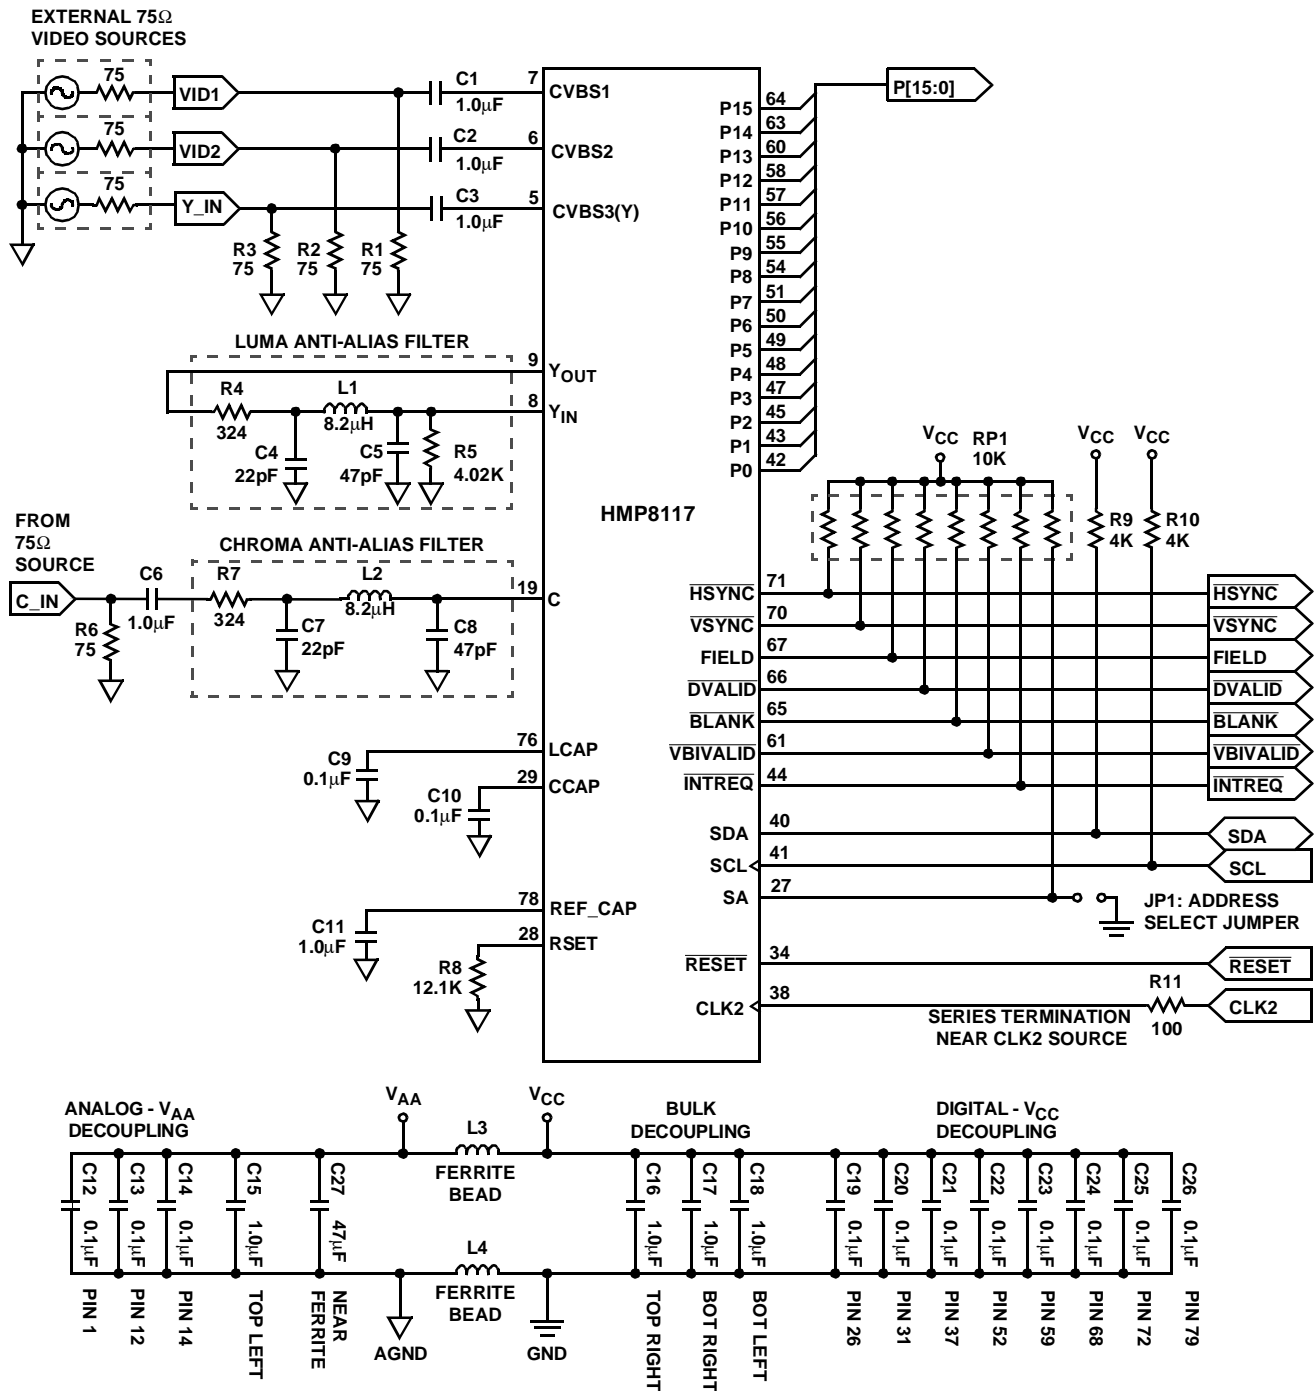 EXTERNAL 75Ω
VIDEO SOURCES
75
VID1
C1
1.0µF
7
CVBS1
75
VID2
C2
1.0µF
6
CVBS2
75
Y_IN
C3
1.0µF
5
CVBS3(Y)
R3
75
R2
75
R1
75
LUMA ANTI-ALIAS FILTER
9
YOUT
R4
324
L1
8.2µH
8
YIN
C4
22pF
C5
47pF
R5
4.02K
FROM
75Ω
SOURCE
C_IN
R6
75
C6
1.0µF
CHROMA ANTI-ALIAS FILTER
R7
324
L2
8.2µH
19
C
C7
22pF
C8
47pF
C9
0.1µF
76
LCAP
C10
0.1µF
29
CCAP
C11
1.0µF
78
REF_CAP
R8
12.1K
28
RSET
HMP8117
P[15:0]
P15 64
P14 63
P13 60
P12 58
P11 57
P10 56
P9 55
P8 54
P7 51
P6 50
P5 49
P4 48
P3 47
P2 45
P1 43
P0 42
VCC
RP1
10K
VCC
VCC
R9
4K
R10
4K
HSYNC 71 HSYNC
VSYNC 70 VSYNC
FIELD 67 FIELD
DVALID 66 DVALID
BLANK 65 BLANK
VBIVALID 61 VBIVALID
INTREQ 44 INTREQ
SDA 40 SDA
SCL 41 SCL
SA 27
JP1: ADDRESS
SELECT JUMPER
RESET 34 RESET
CLK2 38
R11
100
CLK2
SERIES TERMINATION
NEAR CLK2 SOURCE
ANALOG - VAA
DECOUPLING
VAA
L3
FERRITE
BEAD
VCC
BULK
DECOUPLING
DIGITAL - VCC
DECOUPLING
C12 0.1µF PIN 1
C13 0.1µF PIN 12
C14 0.1µF PIN 14
C15 1.0µF TOP LEFT
C27 47µF NEAR
FERRITE
AGND
L4
FERRITE
BEAD
GND
C16 1.0µF TOP RIGHT
C17 1.0µF BOT RIGHT
C18 1.0µF BOT LEFT
C19 0.1µF PIN 26
C20 0.1µF PIN 31
C21 0.1µF PIN 37
C22 0.1µF PIN 52
C23 0.1µF PIN 59
C24 0.1µF PIN 68
C25 0.1µF PIN 72
C26 0.1µF PIN 79